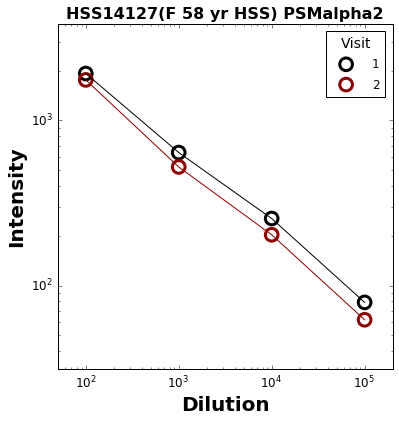 HSS14127(F 58 yr HSS) PSMalpha2
Visit
1
2
10³
10²
Intensity
10² 10³ 10⁴ 10⁵
Dilution